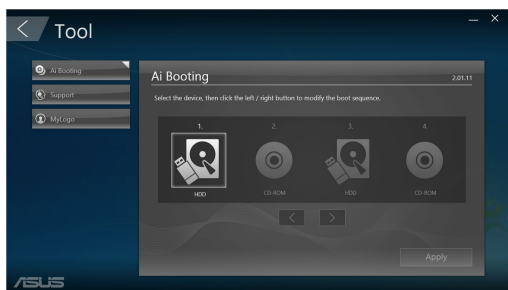 Tool
Ai Booting
Support
MyLogo
Ai Booting
2.01.11
Select the device, then click the left / right button to modify the boot sequence.
1. 2. 3. 4.
HDD CD-ROM HDD CD-ROM
Apply
ASUS